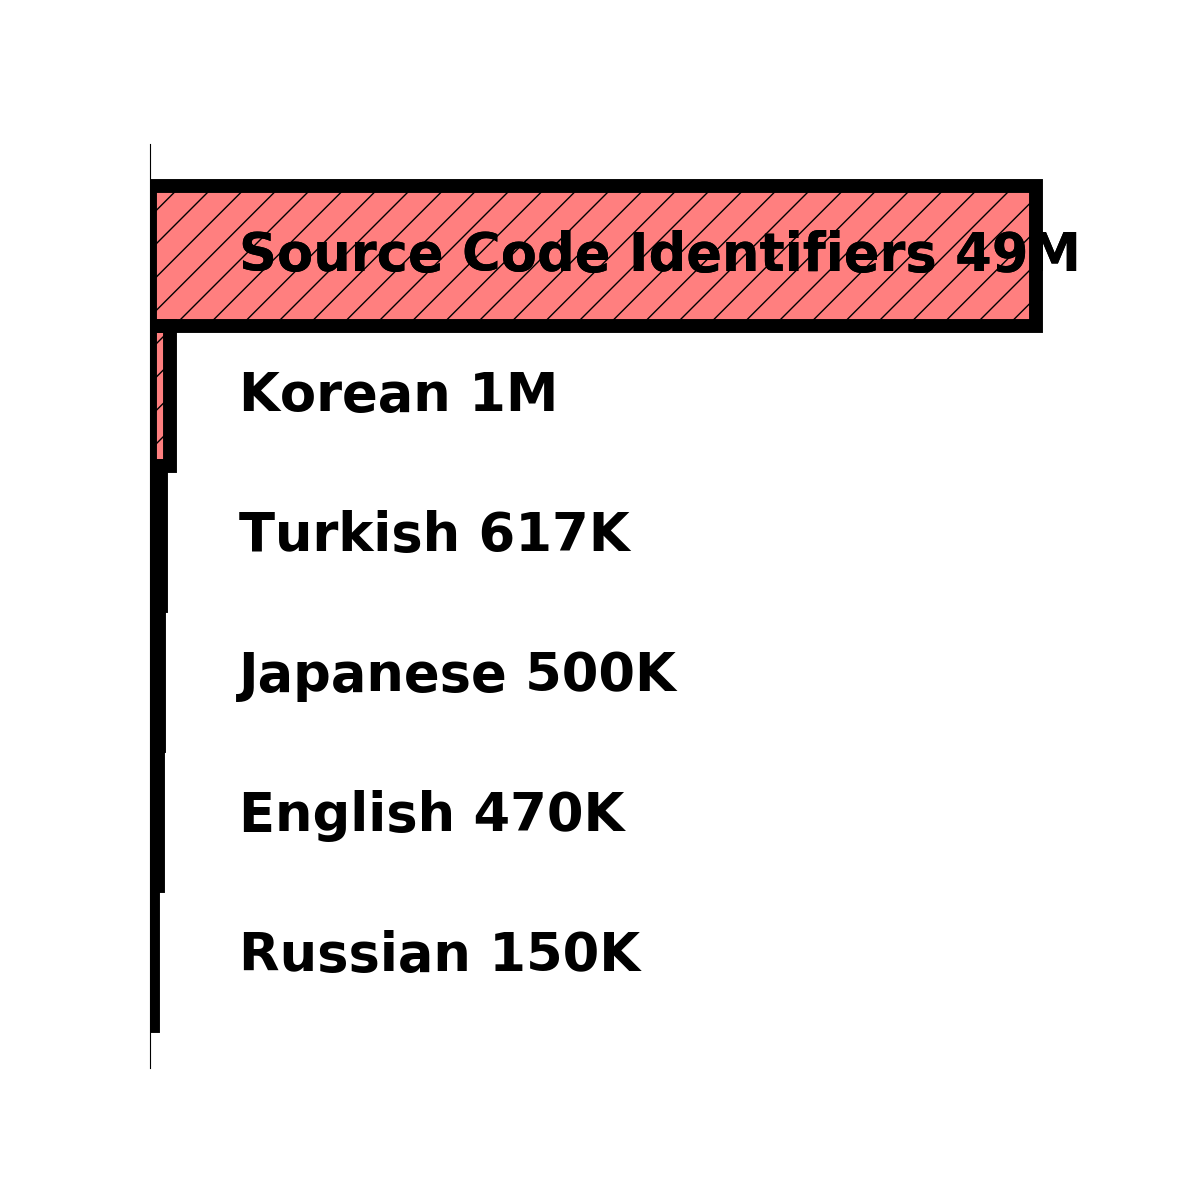 Source Code Identifiers 49M
Korean 1M
Turkish 617K
Japanese 500K
English 470K
Russian 150K